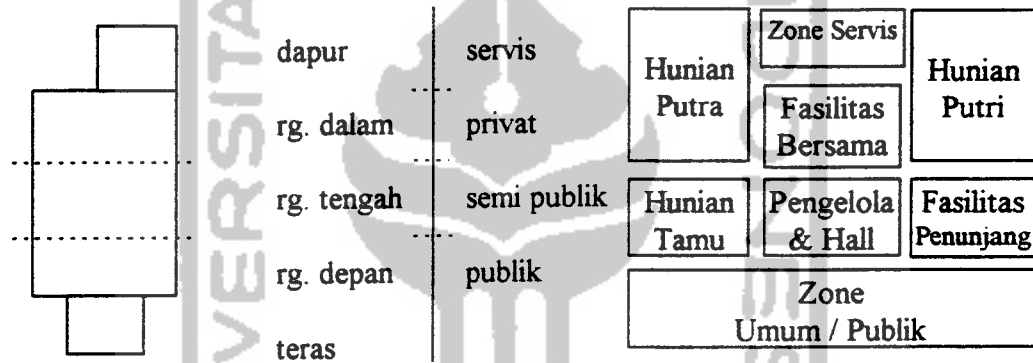 dapur
servis
rg. dalam
privat
rg. tengah
semi publik
rg. depan
publik
teras
Hunian
Putra
Zone Servis
Fasilitas
Bersama
Hunian
Putri
Hunian
Tamu
Pengelola
& Hall
Fasilitas
Penunjang
Zone
Umum / Publik